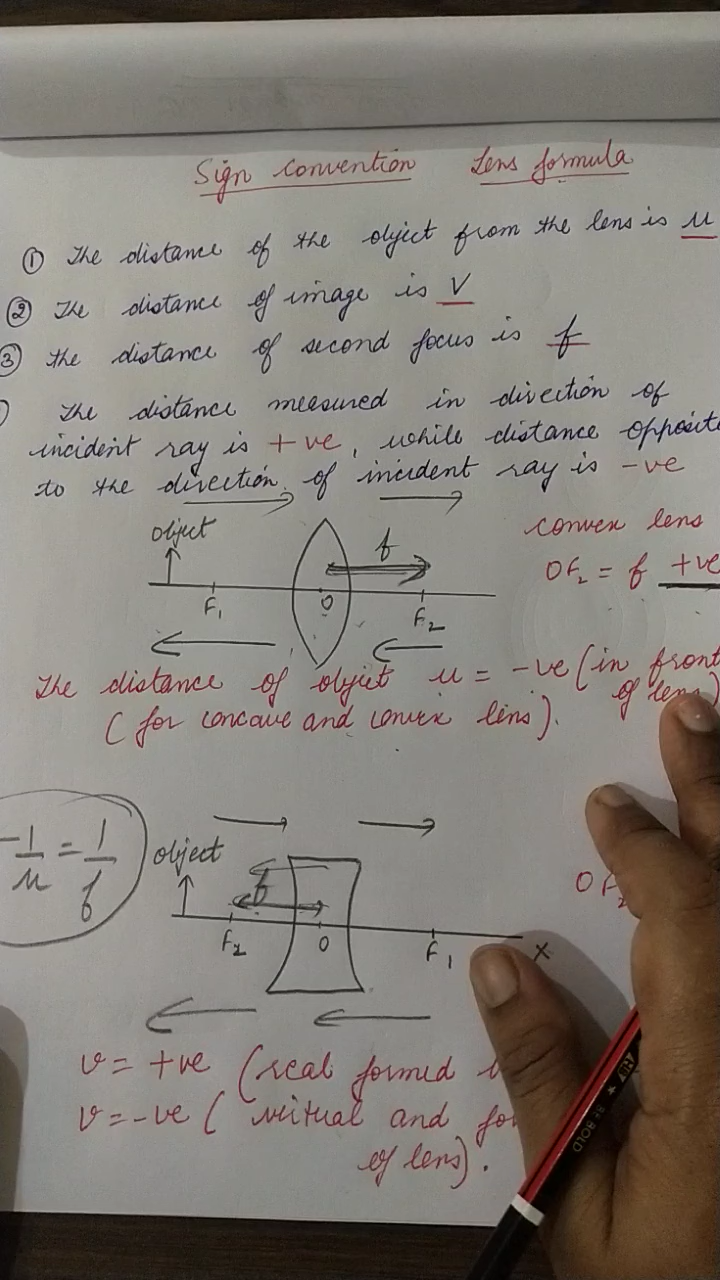 Sign Convention Lens formula
① The distance of the object from the lens is u
② The distance of image is V
③ the distance of second focus is f
The distance measured in direction of
incident ray is +ve, while distance opposite
to the direction of incident ray is -ve
object
f
convex lens
OF₂ = f +ve
F₁ O F₂
The distance of object u = -ve (in front
of lens)
(for concave and convex lens).
-1/u = 1/f
object
f
F₂ O F₁ X
OF₂
v = +ve (real formed
v = -ve (virtual and
of lens).
BOLD